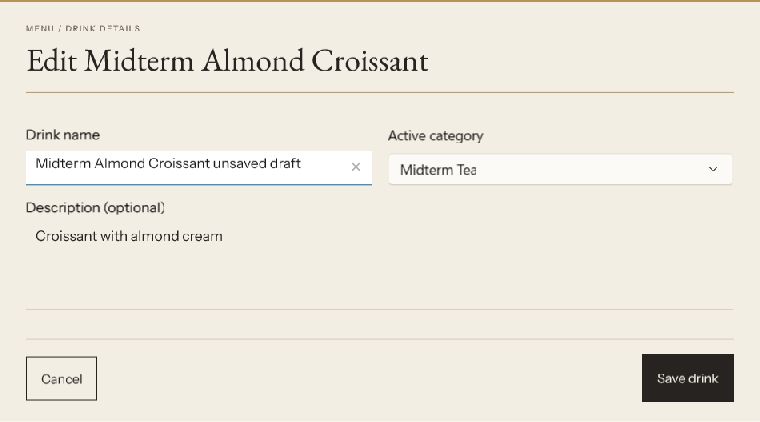 MENU / DRINK DETAILS
Edit Midterm Almond Croissant
Drink name
Active category
Midterm Almond Croissant unsaved draft
Midterm Tea
Description (optional)
Croissant with almond cream
Cancel
Save drink